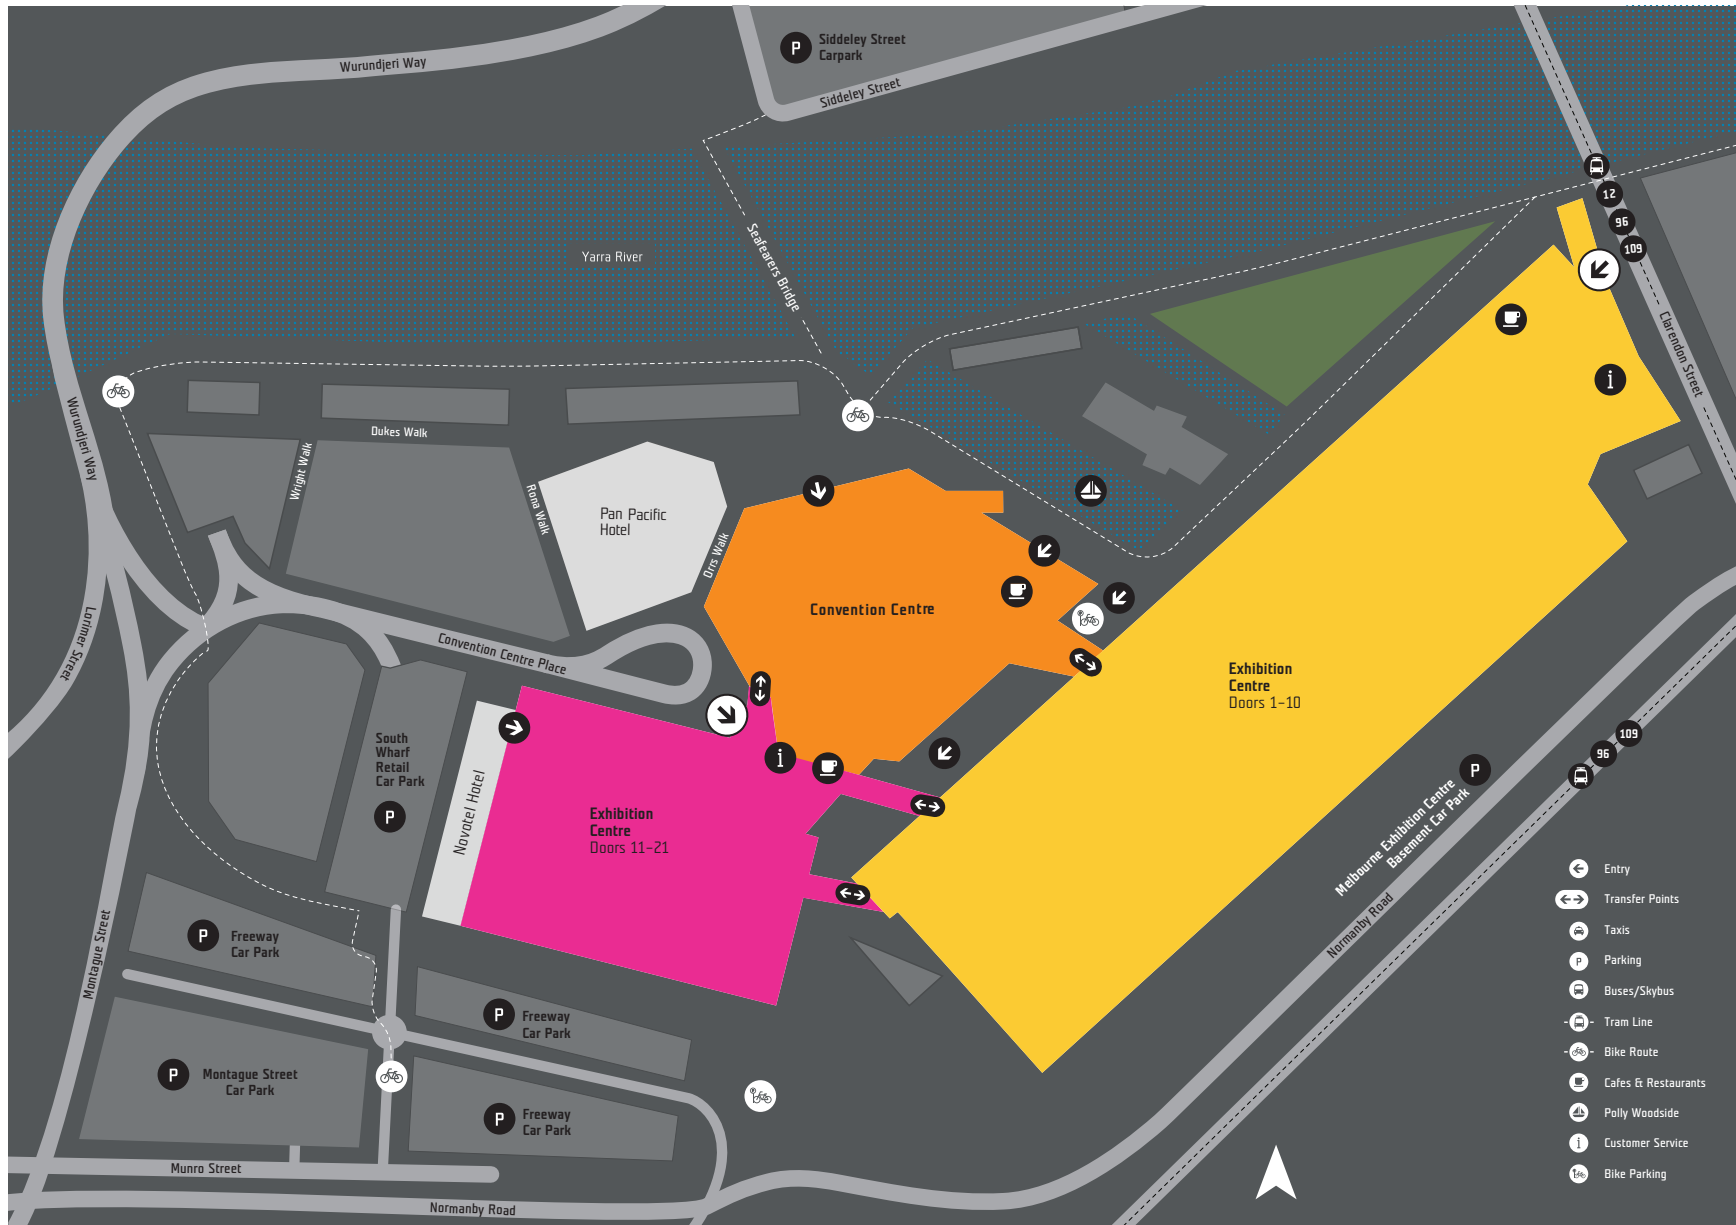 Siddeley Street
Carpark
P
Siddeley Street
Wurundjeri Way
Yarra River
Seafarers Bridge
12
96
109
Clarendon Street
Wurundjeri Way
Dukes Walk
Wright Walk
Rona Walk
Pan Pacific
Hotel
Orrs Walk
Convention Centre
i
Lorimer Street
Convention Centre Place
Exhibition
Centre
Doors 1–10
South
Wharf
Retail
Car Park
P
Novotel Hotel
i
Exhibition
Centre
Doors 11–21
109
96
P
Melbourne Exhibition Centre
Basement Car Park
Normanby Road
Montague Street
P
Freeway
Car Park
P
Freeway
Car Park
P
Montague Street
Car Park
P
Freeway
Car Park
Munro Street
Normanby Road
Entry
Transfer Points
Taxis
P
Parking
Buses/Skybus
Tram Line
Bike Route
Cafes & Restaurants
Polly Woodside
i
Customer Service
Bike Parking